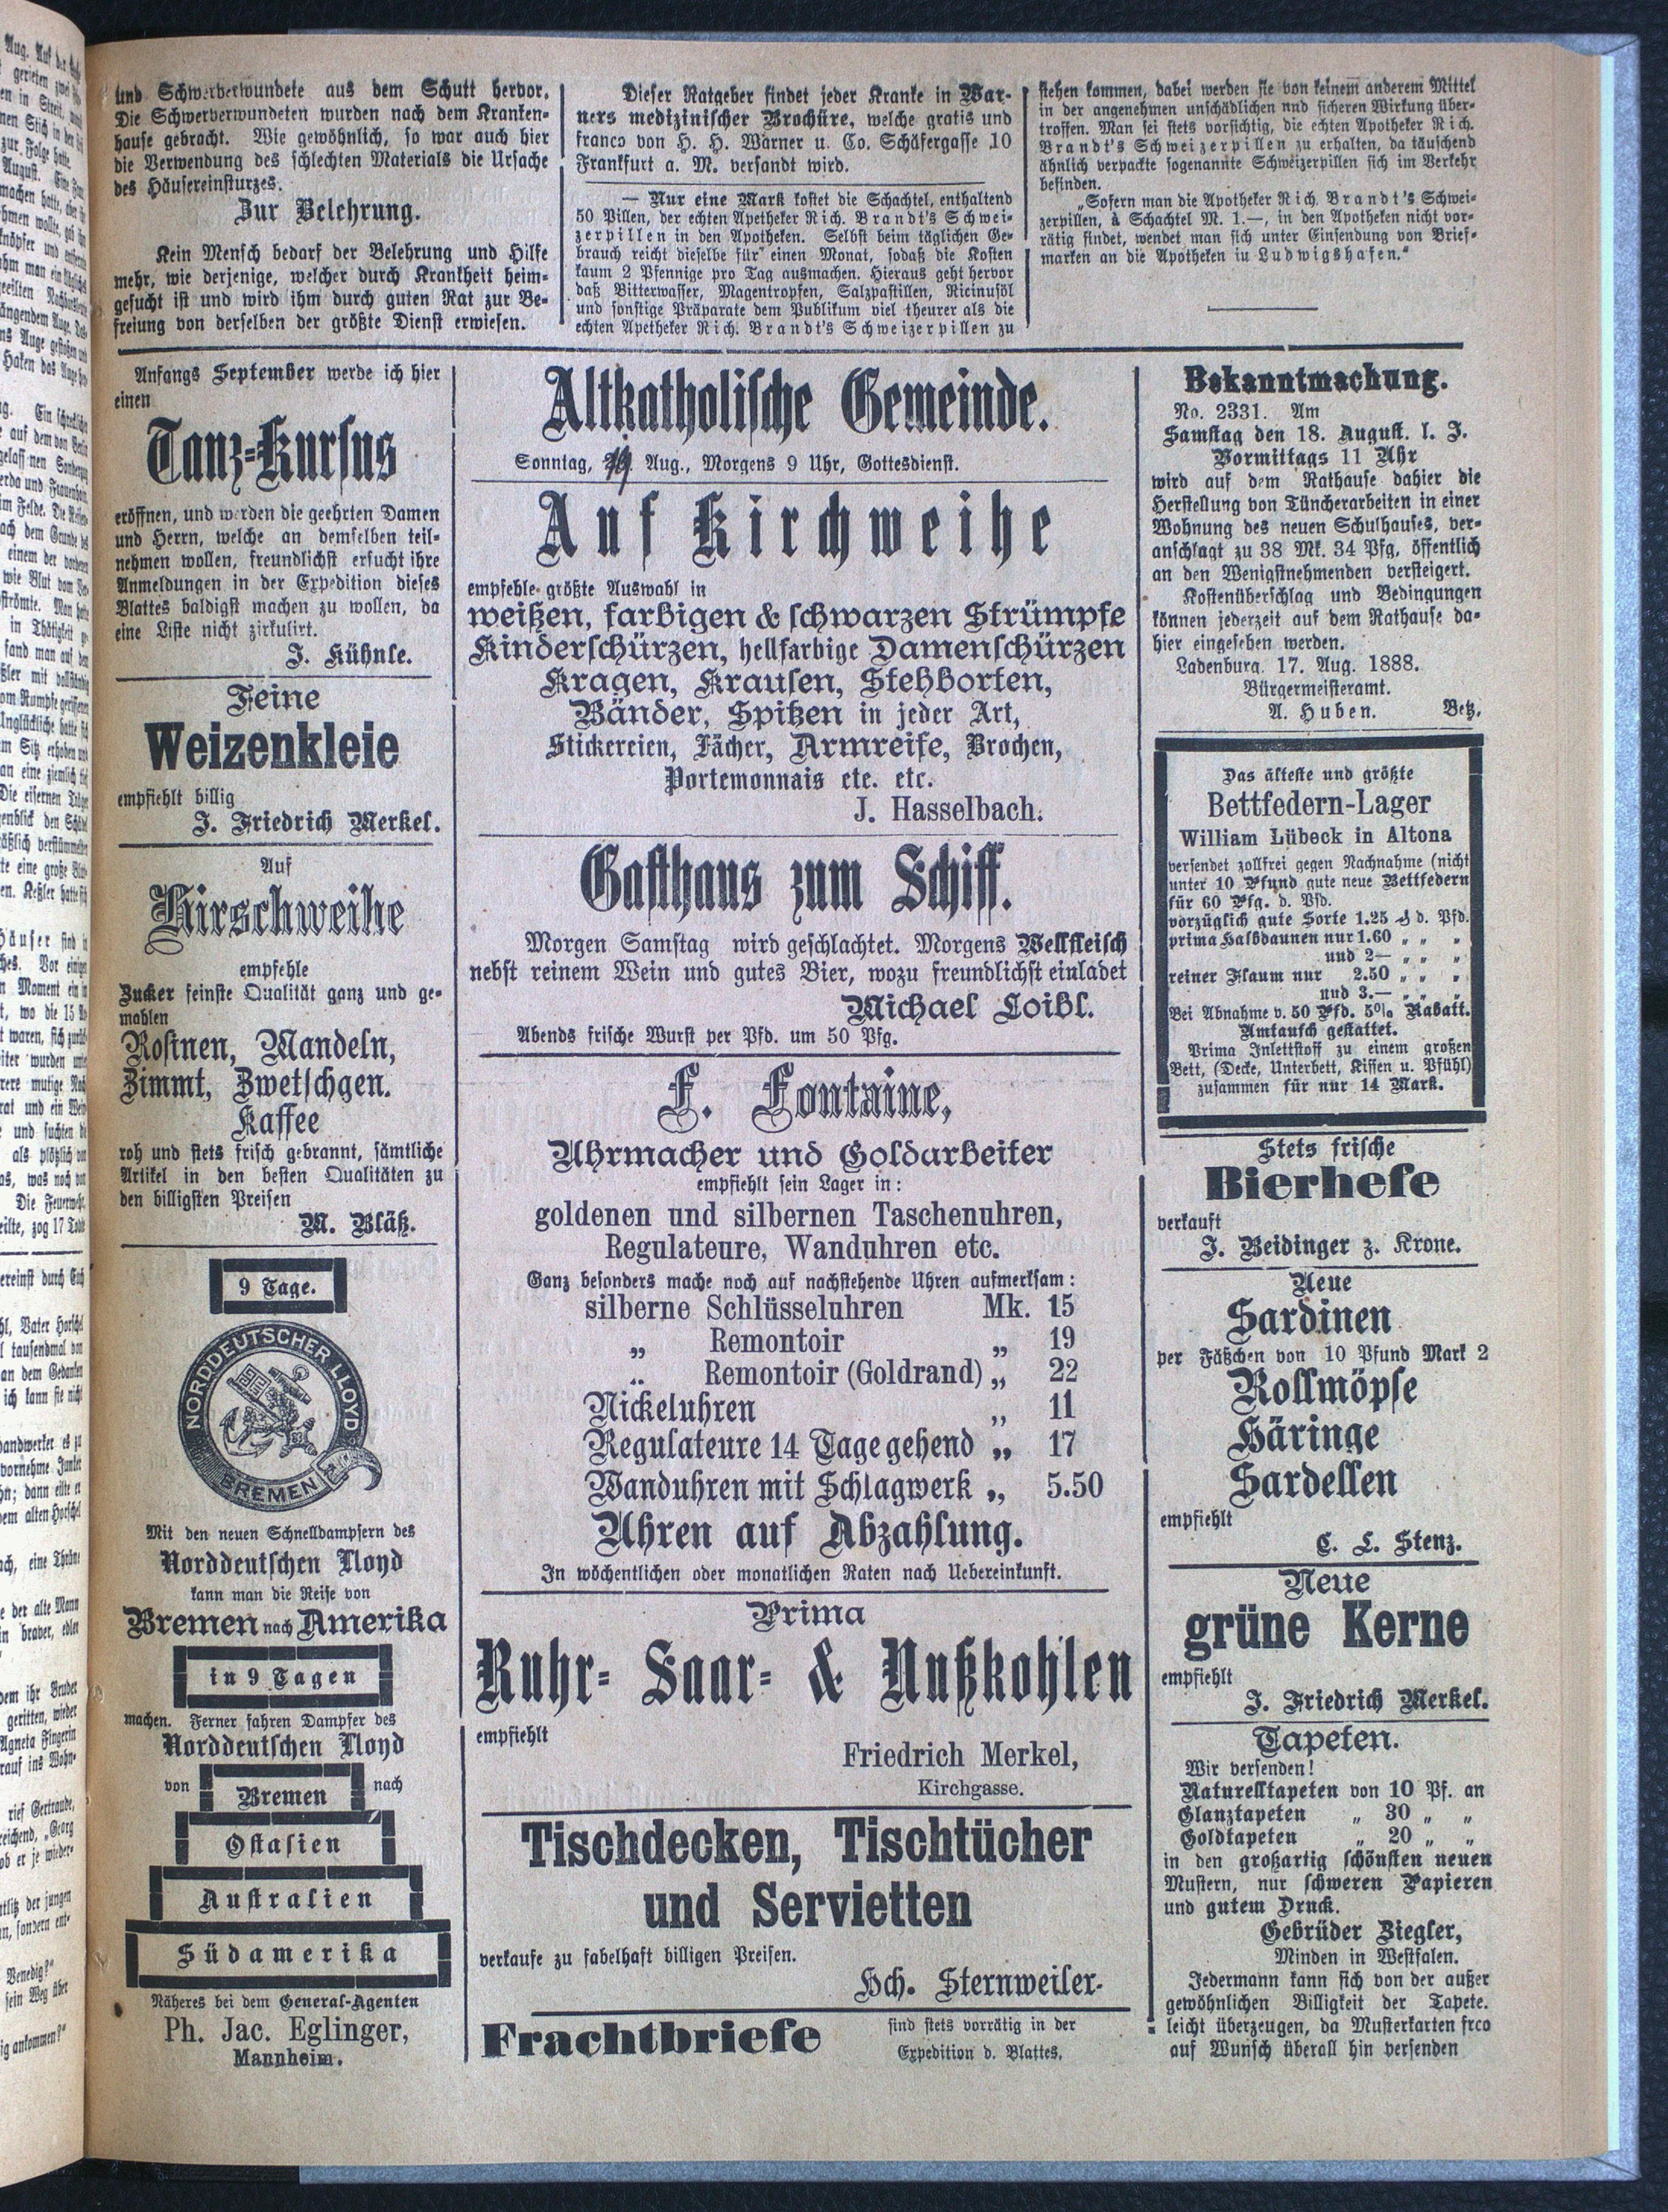 und Schwerverwundete aus dem Schutt hervor.
Die Schwerverwundeten wurden nach dem Kranken-
hause gebracht. Wie gewöhnlich, so war auch hier
die Verwendung des schlechten Materials die Ursache
des Häusereinsturzes.
Zur Belehrung.
Kein Mensch bedarf der Belehrung und Hilfe
mehr, wie derjenige, welcher durch Krankheit heim-
gesucht ist und wird ihm durch guten Rat zur Be-
freiung von derselben der größte Dienst erwiesen.
Dieser Ratgeber findet jeder Kranke in War-
ners medizinischer Brochüre, welche gratis und
franco von H. H. Warner u. Co. Schäfergasse 10
Frankfurt a. M. versandt wird.
— Nur eine Mark kostet die Schachtel, enthaltend
50 Pillen, der echten Apotheker Rich. Brandt's Schwei-
zerpillen in den Apotheken. Selbst beim täglichen Ge-
brauch reicht dieselbe für einen Monat, sodaß die Kosten
kaum 2 Pfennige pro Tag ausmachen. Hieraus geht hervor
daß Bitterwasser, Magentropfen, Salzpastillen, Ricinusöl
und sonstige Präparate dem Publikum viel theurer als die
echten Apetheker Rich. Brandt's Schweizerpillen zu
stehen kommen, dabei werden sie von keinem anderem Mittel
in der angenehmen unschädlichen nnd sicheren Wirkung über-
troffen. Man sei stets vorsichtig, die echten Apotheker Rich.
Brandt's Schweizerpillen zu erhalten, da täuschend
ähnlich verpackte sogenannte Schweizerpillen sich im Verkehr
befinden.
„Sofern man die Apotheker Rich. Brandt's Schwei-
zerpillen, à Schachtel M. 1.—, in den Apotheken nicht vor-
rätig findet, wendet man sich unter Einsendung von Brief-
marken an die Apotheken iu Ludwigshafen."
Anfangs September werde ich hier
einen
Tanz-Kursus
eröffnen, und werden die geehrten Damen
und Herrn, welche an demselben teil-
nehmen wollen, freundlichst ersucht ihre
Anmeldungen in der Expedition dieses
Blattes baldigst machen zu wollen, da
eine Liste nicht zirkulirt.
J. Kühnle.
Feine
Weizenkleie
empfiehlt billig
J. Friedrich Merkel.
Auf
Hirschweihe
empfehle
Zucker feinste Qualität ganz und ge-
mahlen
Rosinen, Mandeln,
Zimmt, Zwetschgen.
Kaffee
roh und stets frisch gebrannt, sämtliche
Artikel in den besten Qualitäten zu
den billigsten Preisen
M. Bläß.
9 Tage.
NORDDEUTSCHER LLOYD
BREMEN
Mit den neuen Schnelldampfern des
Norddeutschen Lloyd
kann man die Reise von
Bremen nach Amerika
in 9 Tagen
machen. Ferner fahren Dampfer des
Norddeutschen Lloyd
von Bremen nach
Ostasien
Australien
Südamerika
Näheres bei dem General-Agenten
Ph. Jac. Eglinger,
Mannheim.
Altkatholische Gemeinde.
Sonntag, 19. Aug., Morgens 9 Uhr, Gottesdienst.
Auf Kirchweihe
empfehle größte Auswahl in
weißen, farbigen & schwarzen Strümpfe
Kinderschürzen, hellfarbige Damenschürzen
Kragen, Krausen, Stehborten,
Bänder, Spitzen in jeder Art,
Stickereien, Fächer, Armreife, Brochen,
Portemonnais etc. etc.
J. Hasselbach.
Gasthaus zum Schiff.
Morgen Samstag wird geschlachtet. Morgens Wellfleisch
nebst reinem Wein und gutes Bier, wozu freundlichst einladet
Michael Loibl.
Abends frische Wurst per Pfd. um 50 Pfg.
F. Fontaine,
Uhrmacher und Goldarbeiter
empfiehlt sein Lager in:
goldenen und silbernen Taschenuhren,
Regulateure, Wanduhren etc.
Ganz besonders mache noch auf nachstehende Uhren aufmerksam:
silberne Schlüsseluhren Mk. 15
„ Remontoir „ 19
„ Remontoir (Goldrand) „ 22
Nickeluhren „ 11
Regulateure 14 Tage gehend „ 17
Wanduhren mit Schlagwerk „ 5.50
Uhren auf Abzahlung.
In wöchentlichen oder monatlichen Raten nach Uebereinkunft.
Prima
Ruhr- Saar- & Nußkohlen
empfiehlt
Friedrich Merkel,
Kirchgasse.
Tischdecken, Tischtücher
und Servietten
verkaufe zu fabelhaft billigen Preisen.
Hch. Sternweiler.
Frachtbriefe sind stets vorrätig in der
Expedition d. Blattes.
Bekanntmachung.
No. 2331. Am
Samstag den 18. August. l. J.
Vormittags 11 Uhr
wird auf dem Rathause dahier die
Herstellung von Tüncherarbeiten in einer
Wohnung des neuen Schulhauses, ver-
anschlagt zu 38 Mk. 34 Pfg. öffentlich
an den Wenigstnehmenden versteigert.
Kostenüberschlag und Bedingungen
können jederzeit auf dem Rathause da-
hier eingesehen werden.
Ladenburg 17. Aug. 1888.
Bürgermeisteramt.
A. Huben. Betz.
Das älteste und größte
Bettfedern-Lager
William Lübeck in Altona
versendet zollfrei gegen Nachnahme (nicht
unter 10 Pfund gute neue Bettfedern
für 60 Pfg. d. Pfd.
vorzüglich gute Sorte 1.25 ₰ d. Pfd.
prima Halbdaunen nur 1.60 „ „ „
und 2— „ „ „
reiner Flaum nur 2.50 „ „ „
und 3.— „ „ „
Bei Abnahme v. 50 Pfd. 5% Rabatt.
Umtausch gestattet.
Prima Inlettstoff zu einem großen
Bett, (Decke, Unterbett, Kissen u. Pfühl)
zusammen für nur 14 Mark.
Stets frische
Bierhefe
verkauft
J. Beidinger z. Krone.
Neue
Sardinen
per Fäßchen von 10 Pfund Mark 2
Rollmöpse
Häringe
Sardellen
empfiehlt
C. L. Stenz.
Neue
grüne Kerne
empfiehlt
J. Friedrich Merkel.
Tapeten.
Wir versenden!
Naturelltapeten von 10 Pf. an
Glanztapeten „ 30 „ „
Goldtapeten „ 20 „ „
in den großartig schönsten neuen
Mustern, nur schweren Papieren
und gutem Druck.
Gebrüder Ziegler,
Minden in Westfalen.
Jedermann kann sich von der außer
gewöhnlichen Billigkeit der Tapete.
leicht überzeugen, da Musterkarten frco
auf Wunsch überall hin versenden